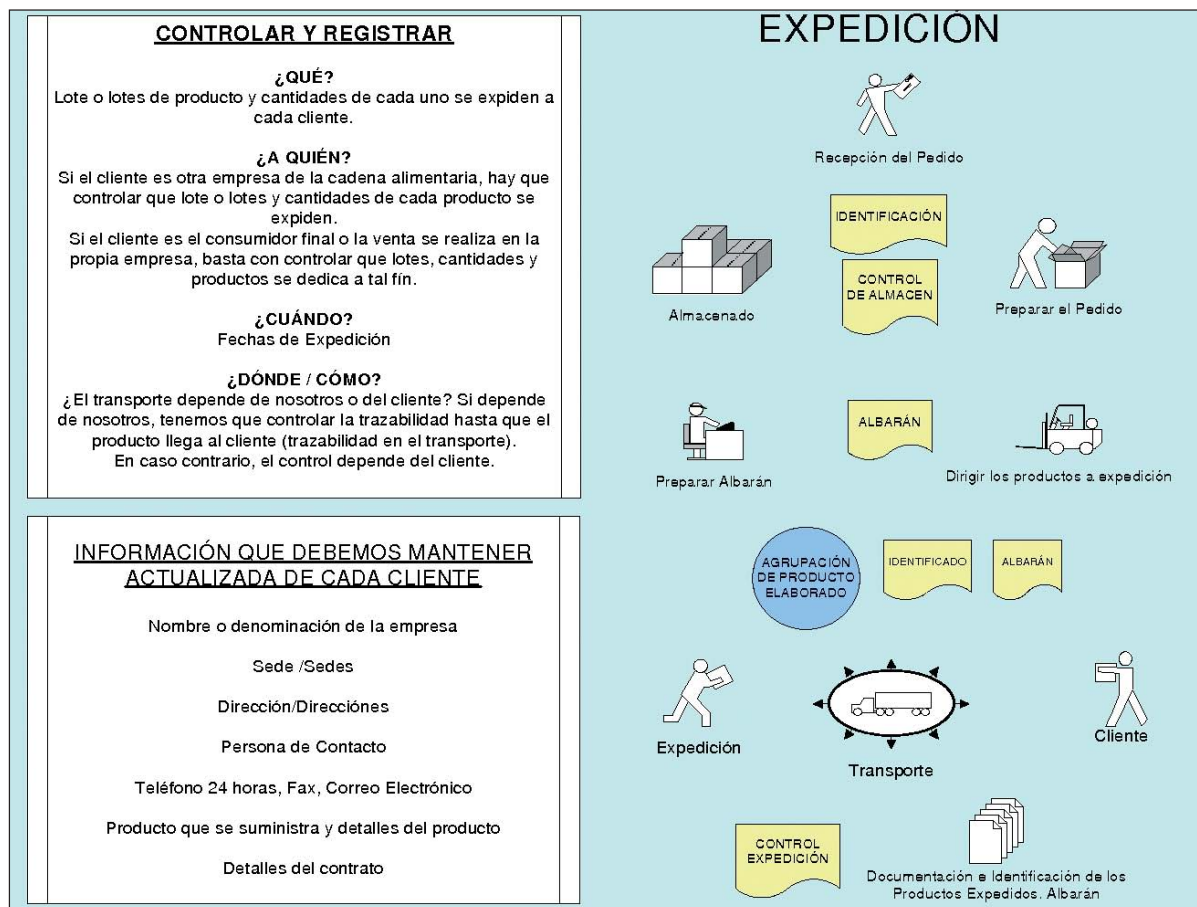 CONTROLAR Y REGISTRAR
¿QUÉ?
Lote o lotes de producto y cantidades de cada uno se expiden a
cada cliente.
¿A QUIÉN?
Si el cliente es otra empresa de la cadena alimentaria, hay que
controlar que lote o lotes y cantidades de cada producto se
expiden.
Si el cliente es el consumidor final o la venta se realiza en la
propia empresa, basta con controlar que lotes, cantidades y
productos se dedica a tal fín.
¿CUÁNDO?
Fechas de Expedición
¿DÓNDE / CÓMO?
¿El transporte depende de nosotros o del cliente? Si depende
de nosotros, tenemos que controlar la trazabilidad hasta que el
producto llega al cliente (trazabilidad en el transporte).
En caso contrario, el control depende del cliente.
INFORMACIÓN QUE DEBEMOS MANTENER
ACTUALIZADA DE CADA CLIENTE
Nombre o denominación de la empresa
Sede /Sedes
Dirección/Direcciónes
Persona de Contacto
Teléfono 24 horas, Fax, Correo Electrónico
Producto que se suministra y detalles del producto
Detalles del contrato
EXPEDICIÓN
Recepción del Pedido
IDENTIFICACIÓN
CONTROL
DE ALMACEN
Almacenado
Preparar el Pedido
ALBARÁN
Preparar Albarán
Dirigir los productos a expedición
AGRUPACIÓN
DE PRODUCTO
ELABORADO
IDENTIFICADO
ALBARÁN
Expedición
Transporte
Cliente
CONTROL
EXPEDICIÓN
Documentación e Identificación de los
Productos Expedidos. Albarán